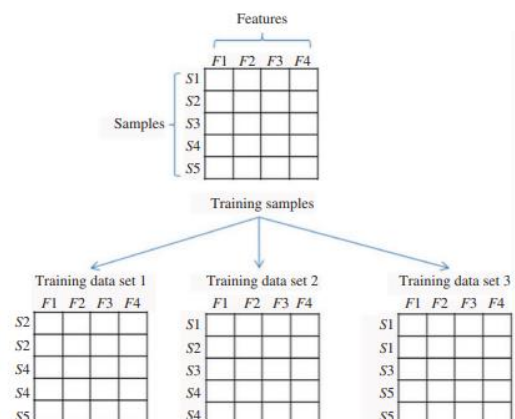 Features
F1 F2 F3 F4
S1
S2
Samples S3
S4
S5
Training samples
Training data set 1 Training data set 2 Training data set 3
F1 F2 F3 F4 F1 F2 F3 F4 F1 F2 F3 F4
S2 S1 S1
S2 S2 S1
S4 S3 S3
S4 S4 S5
S5 S4 S5